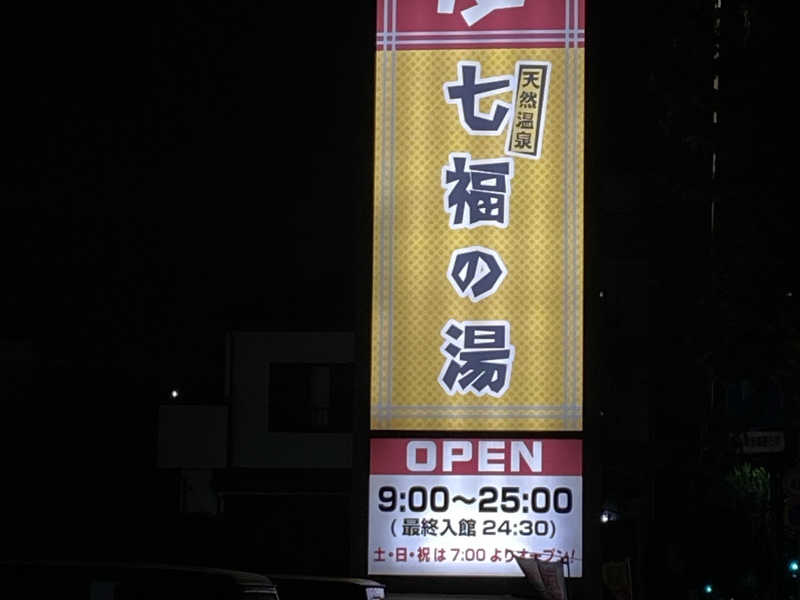 天然温泉
七福の湯
OPEN
9:00〜25:00
(最終入館 24:30)
土・日・祝は7:00よりオープン!